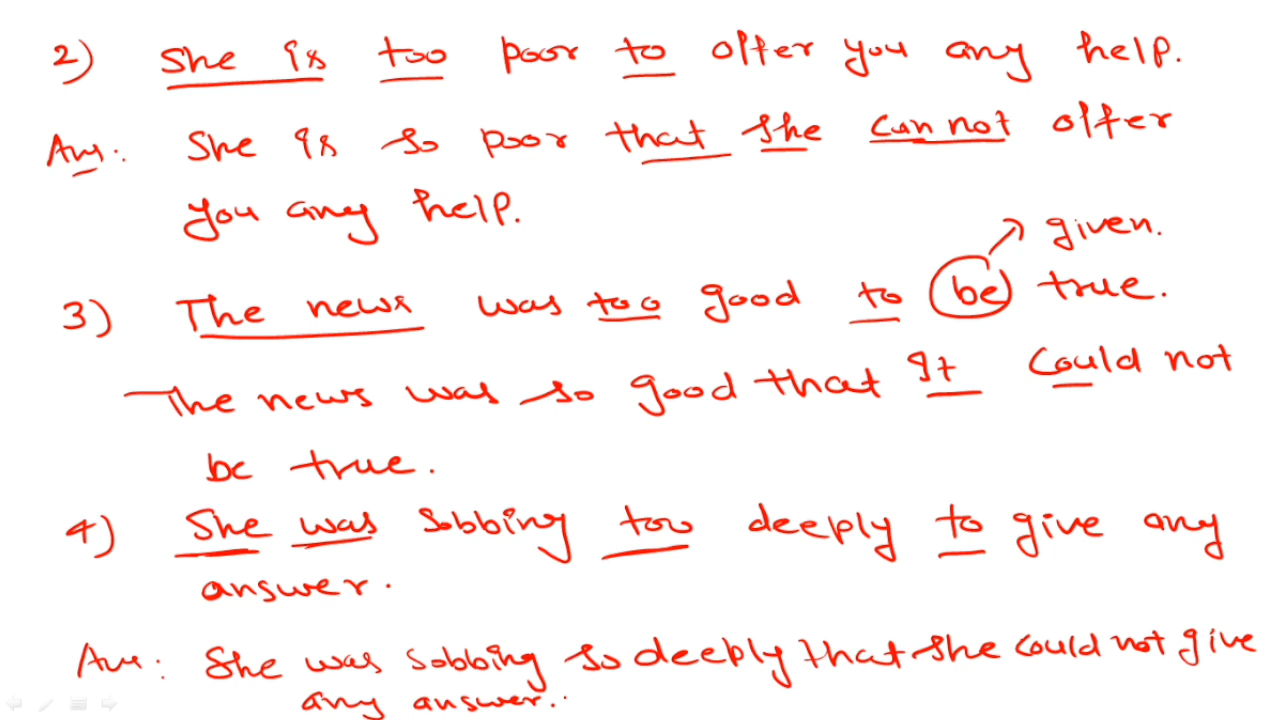 2) She is too poor to offer you any help.
Ans: She is so poor that she can not offer
you any help.
given.
3) The news was too good to be true.
The news was so good that It could not
be true.
4) She was sobbing too deeply to give any
answer.
Ans: She was sobbing so deeply that she could not give
any answer.